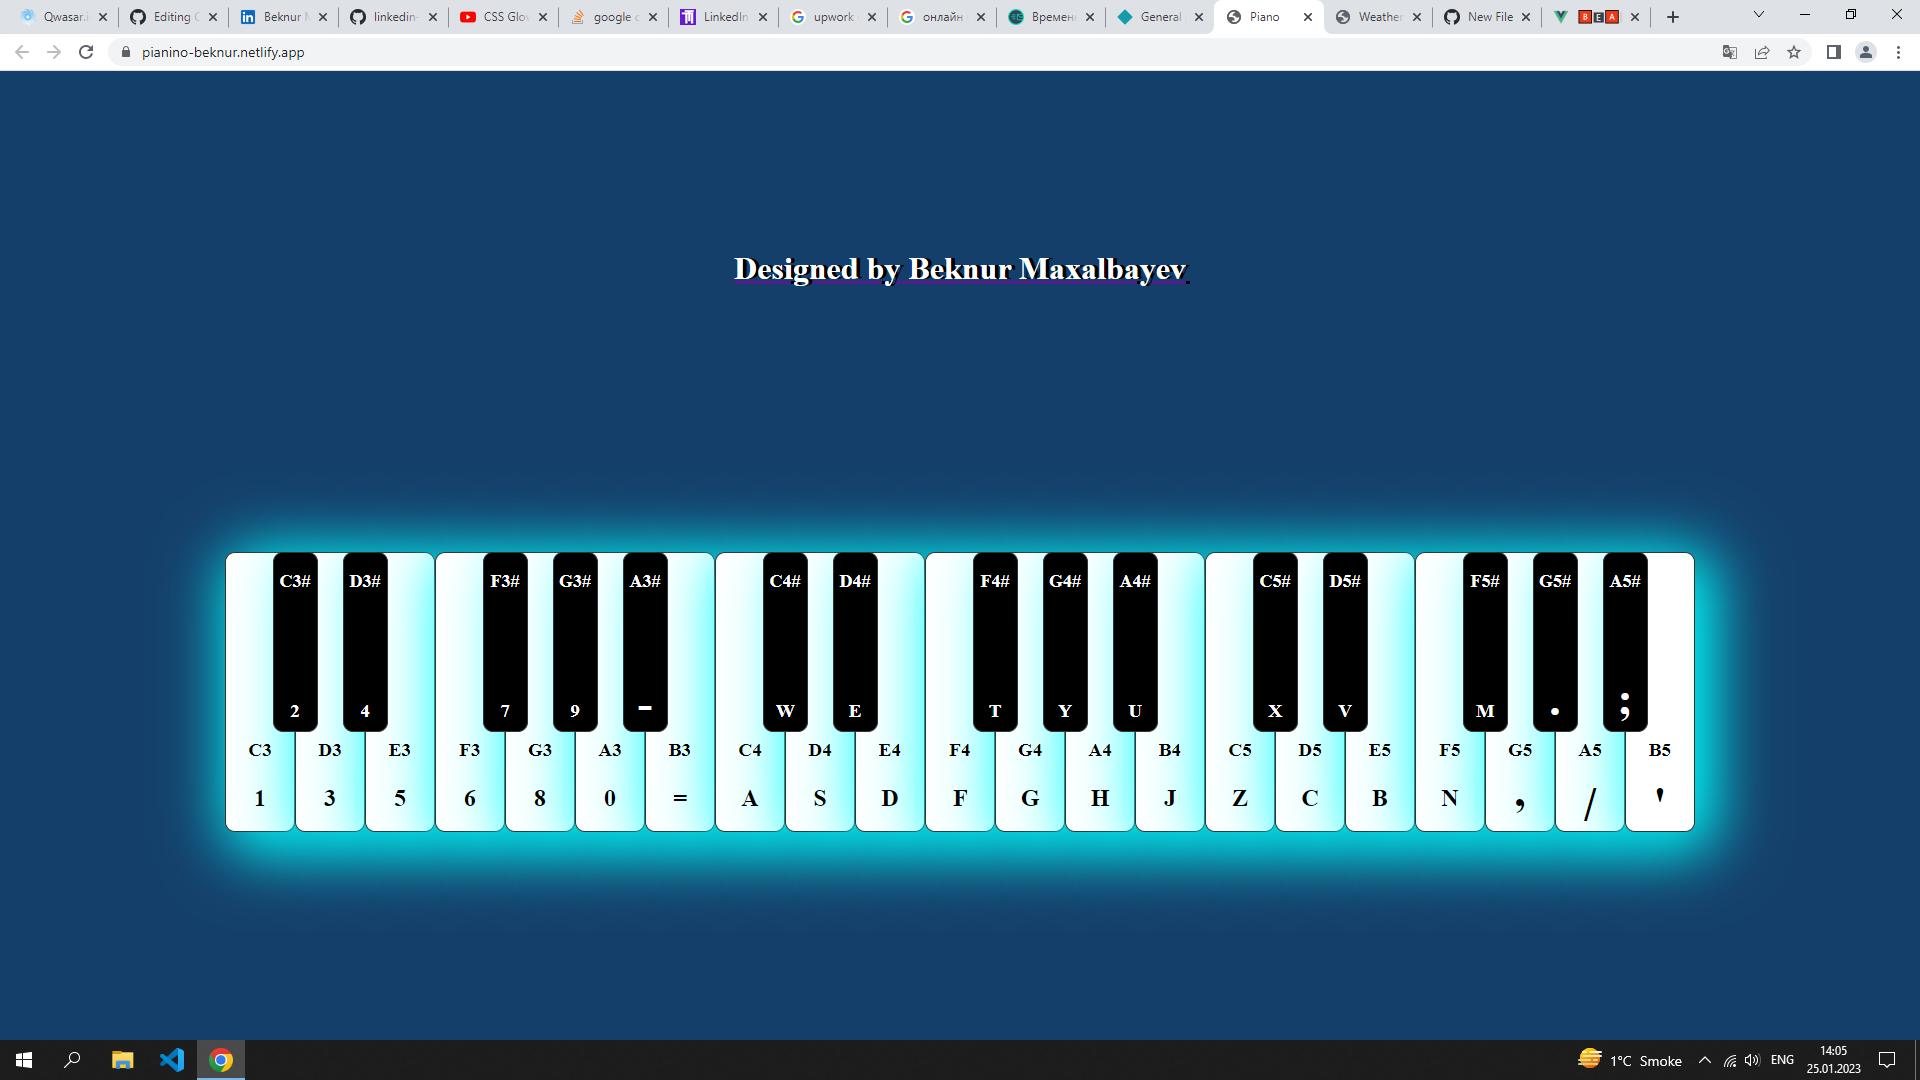 Qwasar.i
Editing C
Beknur M
linkedin-
CSS Glo
google c
LinkedIn
upwork
онлайн
Времен
General
Piano
Weather
New File
B E A
pianino-beknur.netlify.app
Designed by Beknur Maxalbayev
C3# D3# F3# G3# A3# C4# D4# F4# G4# A4# C5# D5# F5# G5# A5#
2 4 7 9 - W E T Y U X V M . ;
C3 D3 E3 F3 G3 A3 B3 C4 D4 E4 F4 G4 A4 B4 C5 D5 E5 F5 G5 A5 B5
1 3 5 6 8 0 = A S D F G H J Z C B N , / '
1°C Smoke
ENG
14:05
25.01.2023